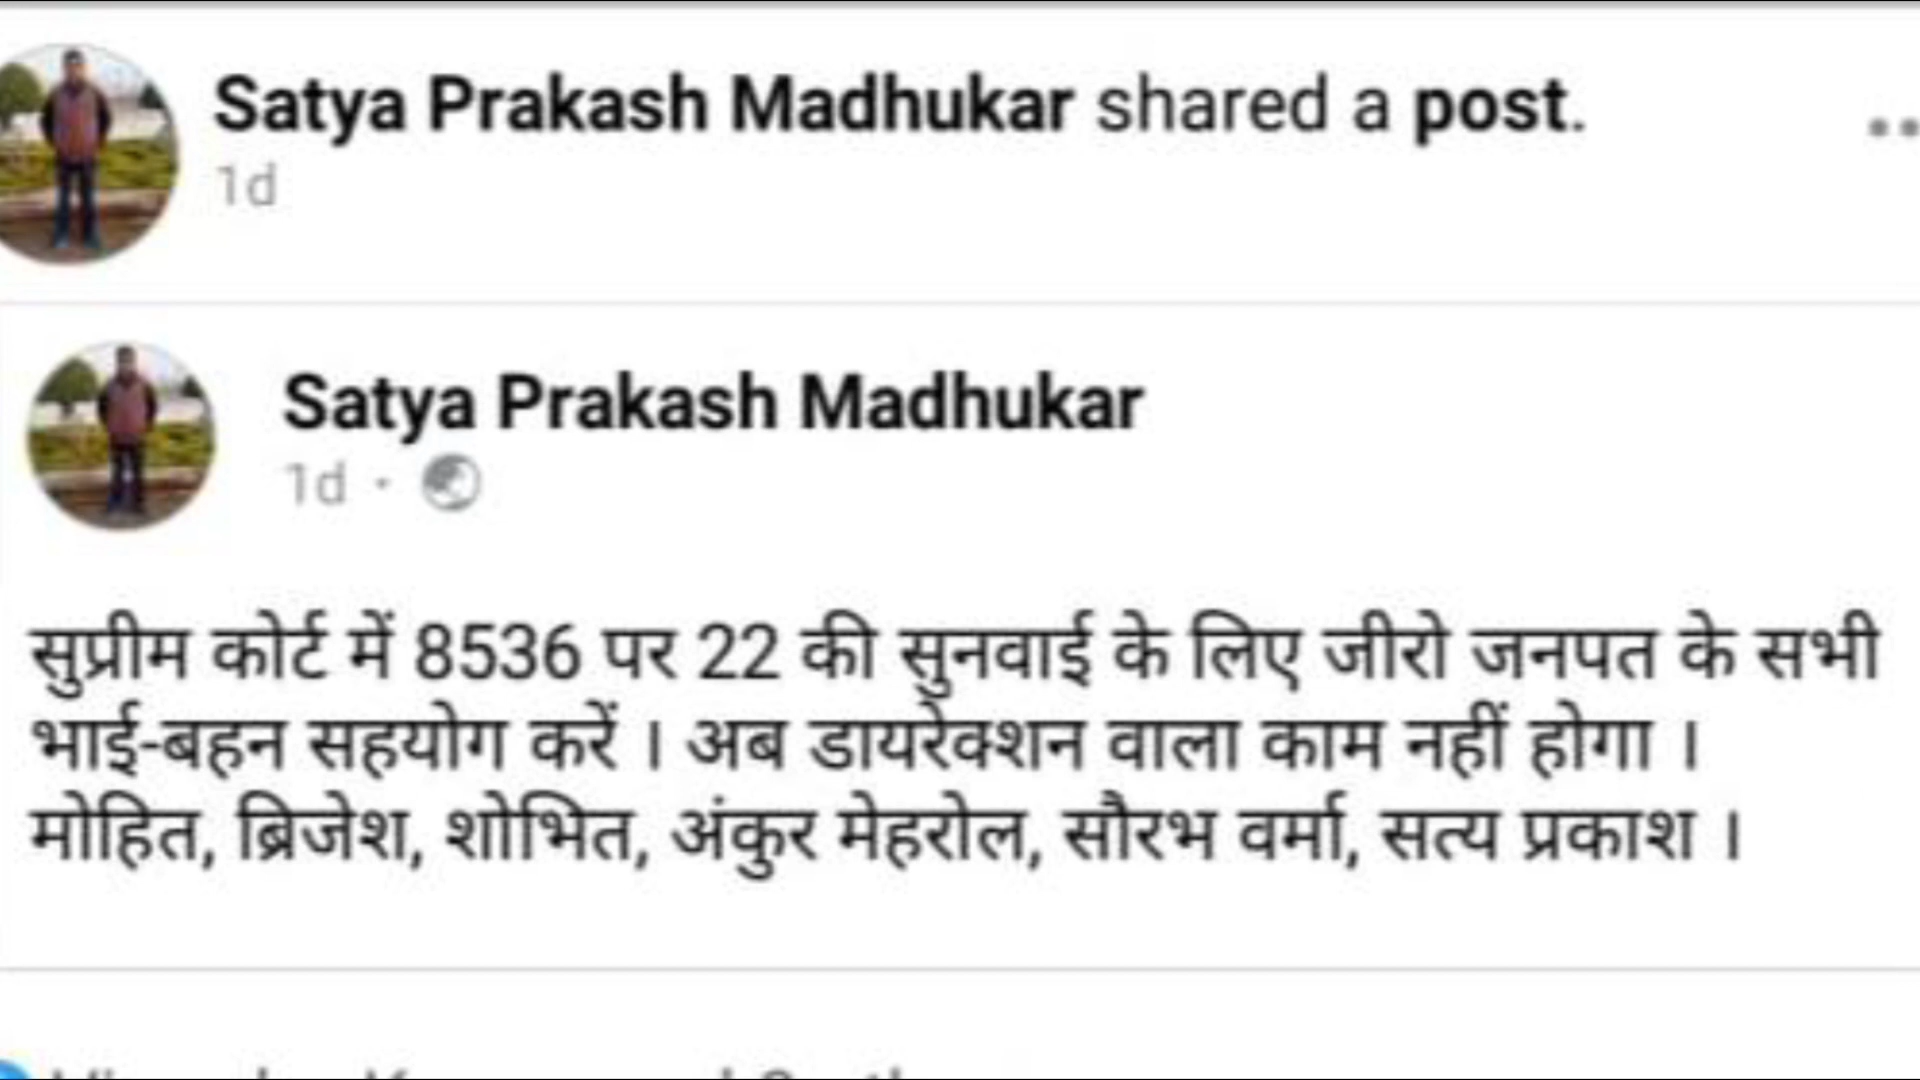 Satya Prakash Madhukar shared a post.
1d
Satya Prakash Madhukar
1d ·
सुप्रीम कोर्ट में 8536 पर 22 की सुनवाई के लिए जीरो जनपत के सभी
भाई-बहन सहयोग करें । अब डायरेक्शन वाला काम नहीं होगा ।
मोहित, ब्रिजेश, शोभित, अंकुर मेहरोल, सौरभ वर्मा, सत्य प्रकाश ।